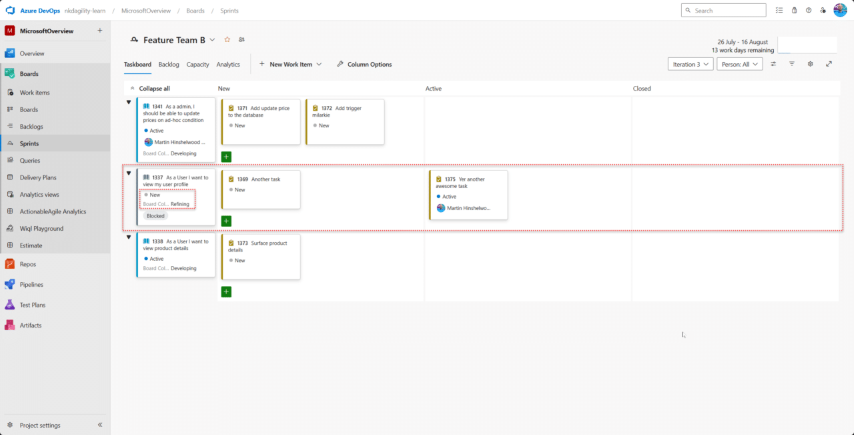 Azure DevOps nkdagility-learn / MicrosoftOverview / Boards / Sprints
Search
M MicrosoftOverview
Overview
Boards
Work items
Boards
Backlogs
Sprints
Queries
Delivery Plans
Analytics views
ActionableAgile Analytics
Wiql Playground
Estimate
Repos
Pipelines
Test Plans
Artifacts
Project settings
Feature Team B
26 July - 16 August
13 work days remaining
Taskboard Backlog Capacity Analytics
New Work Item
Column Options
Iteration 3
Person: All
Collapse all
New
Active
Closed
1341 As a admin, I
should be able to update
prices on ad-hoc condition
Active
Martin Hinshelwood ...
Board Col... Developing
1371 Add update price
to the database
New
1372 Add trigger
New
1337 As a User I want to
view my user profile
New
Board Col... Refining
Blocked
1369 Another task
New
1375 Yet another
awesome task
Active
Martin Hinshelwoo...
1338 As a User I want to
view product details
Active
Board Col... Developing
1373 Surface product
details
New